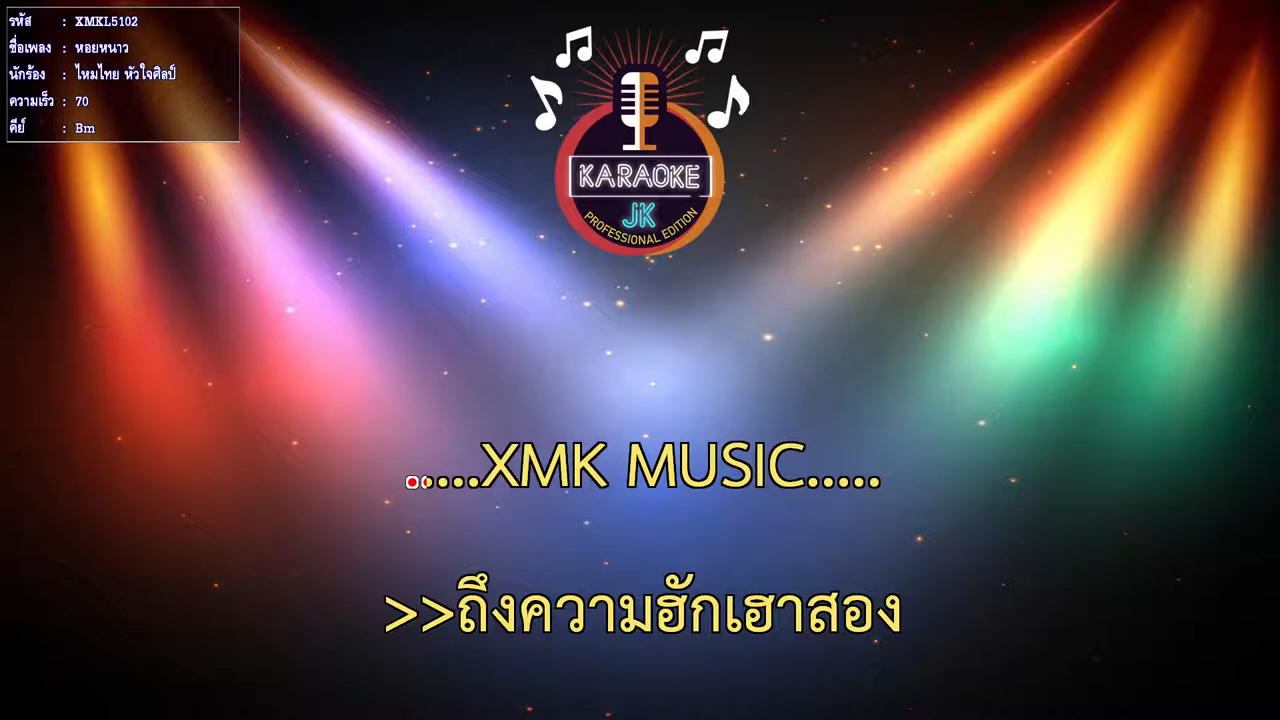 รหัส : XMKL5102
ชื่อเพลง : หอยหนาว
นักร้อง : ไหมไทย หัวใจศิลป์
ความเร็ว : 70
คีย์ : Bm
KARAOKE
JK
PROFESSIONAL EDITION
.....XMK MUSIC.....
>>ถึงความฮักเฮาสอง